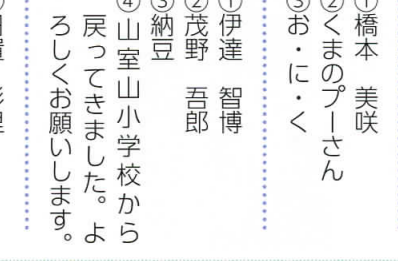 ①橋本 美咲
②くまのプーさん
③お・に・く
①伊達 智博
②茂野 吾郎
③納豆
④山室山小学校から
戻ってきました。よ
ろしくお願いします。